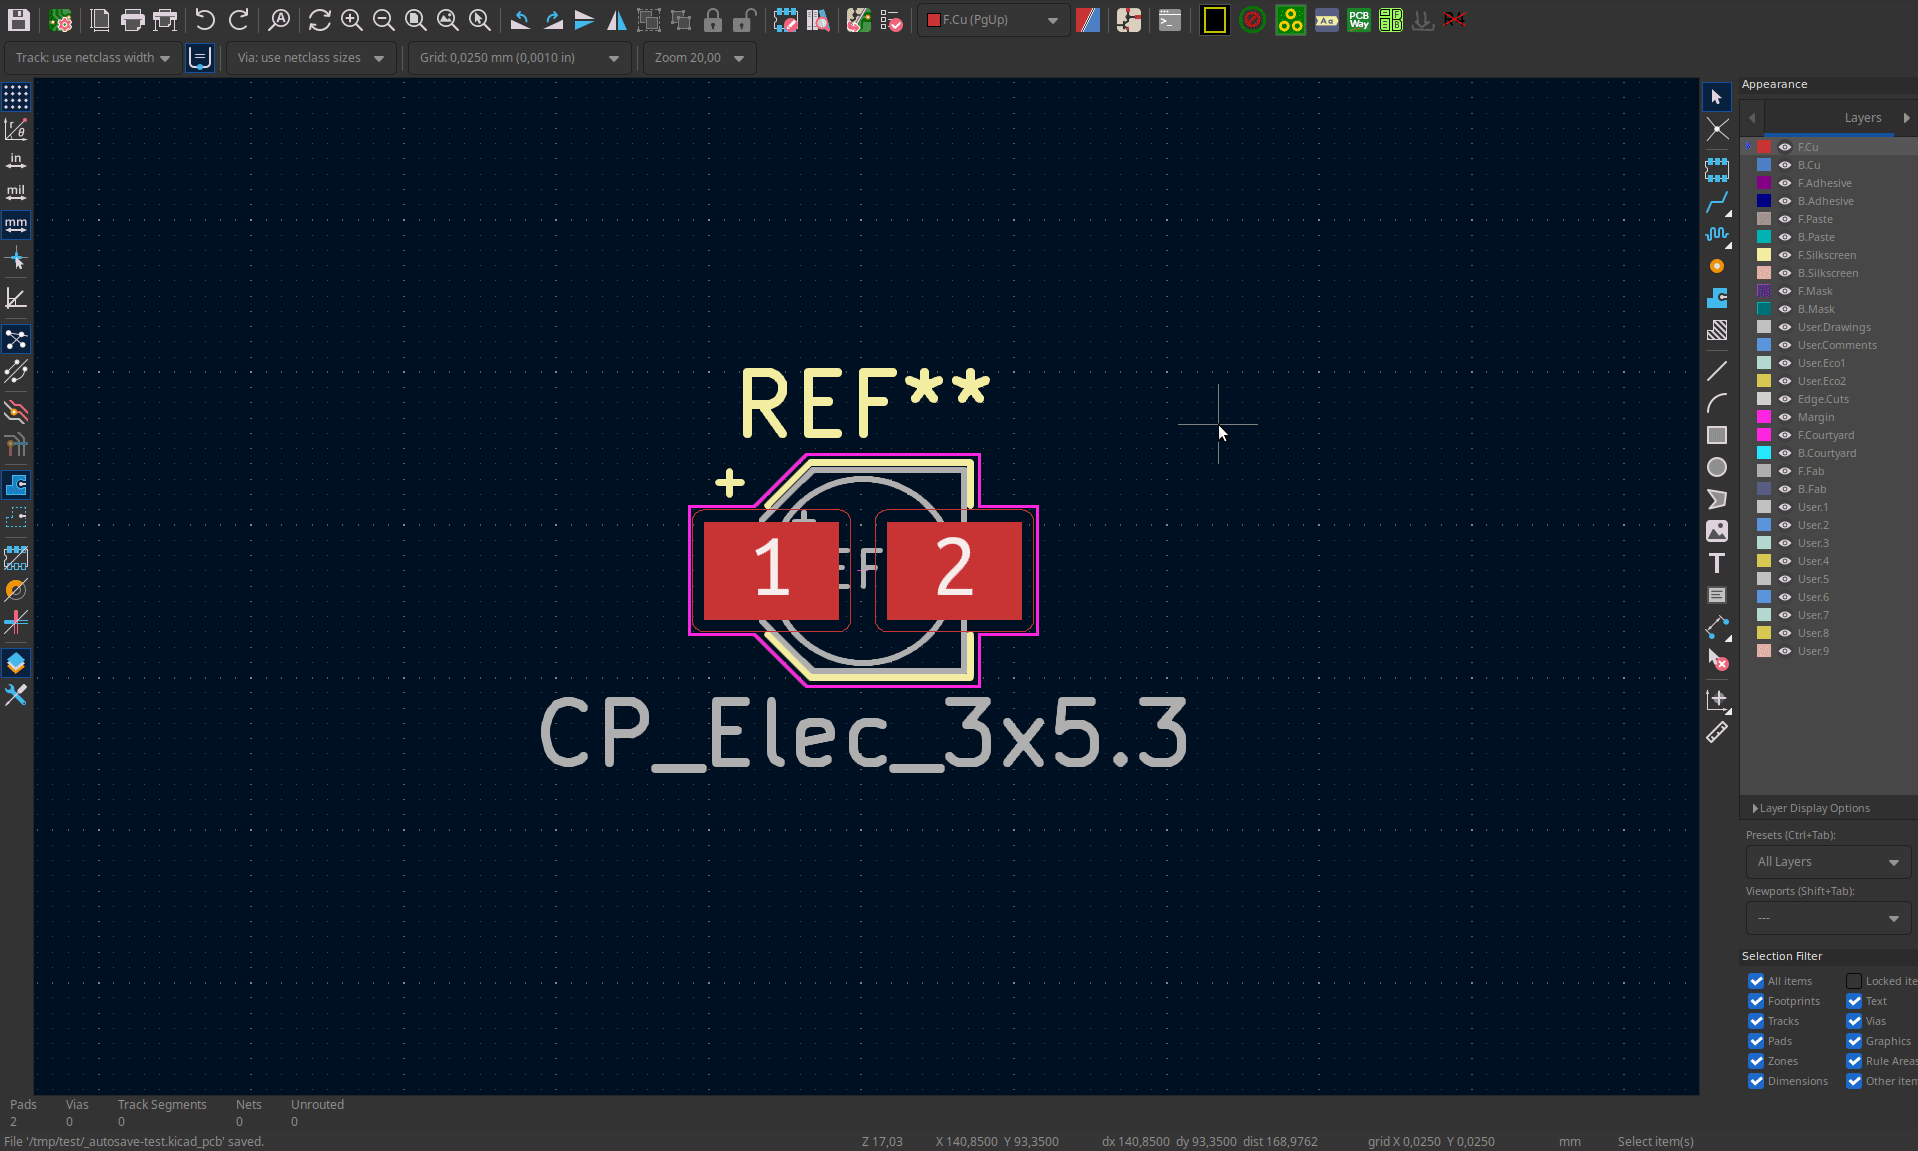 F.Cu (PgUp)
Aa
PCB
Way
Track: use netclass width
Via: use netclass sizes
Grid: 0,0250 mm (0,0010 in)
Zoom 20,00
in
mil
mm
Appearance
Layers
F.Cu
B.Cu
F.Adhesive
B.Adhesive
F.Paste
B.Paste
F.Silkscreen
B.Silkscreen
F.Mask
B.Mask
User.Drawings
User.Comments
User.Eco1
User.Eco2
Edge.Cuts
Margin
F.Courtyard
B.Courtyard
F.Fab
B.Fab
User.1
User.2
User.3
User.4
User.5
User.6
User.7
User.8
User.9
REF**
+
1
EF
2
CP_Elec_3x5.3
Layer Display Options
Presets (Ctrl+Tab):
All Layers
Viewports (Shift+Tab):
---
Selection Filter
All items
Locked ite
Footprints
Text
Tracks
Vias
Pads
Graphics
Zones
Rule Areas
Dimensions
Other item
Pads Vias Track Segments Nets Unrouted
2 0 0 0 0
File '/tmp/test/_autosave-test.kicad_pcb' saved.
Z 17,03
X 140,8500 Y 93,3500
dx 140,8500 dy 93,3500 dist 168,9762
grid X 0,0250 Y 0,0250
mm
Select item(s)